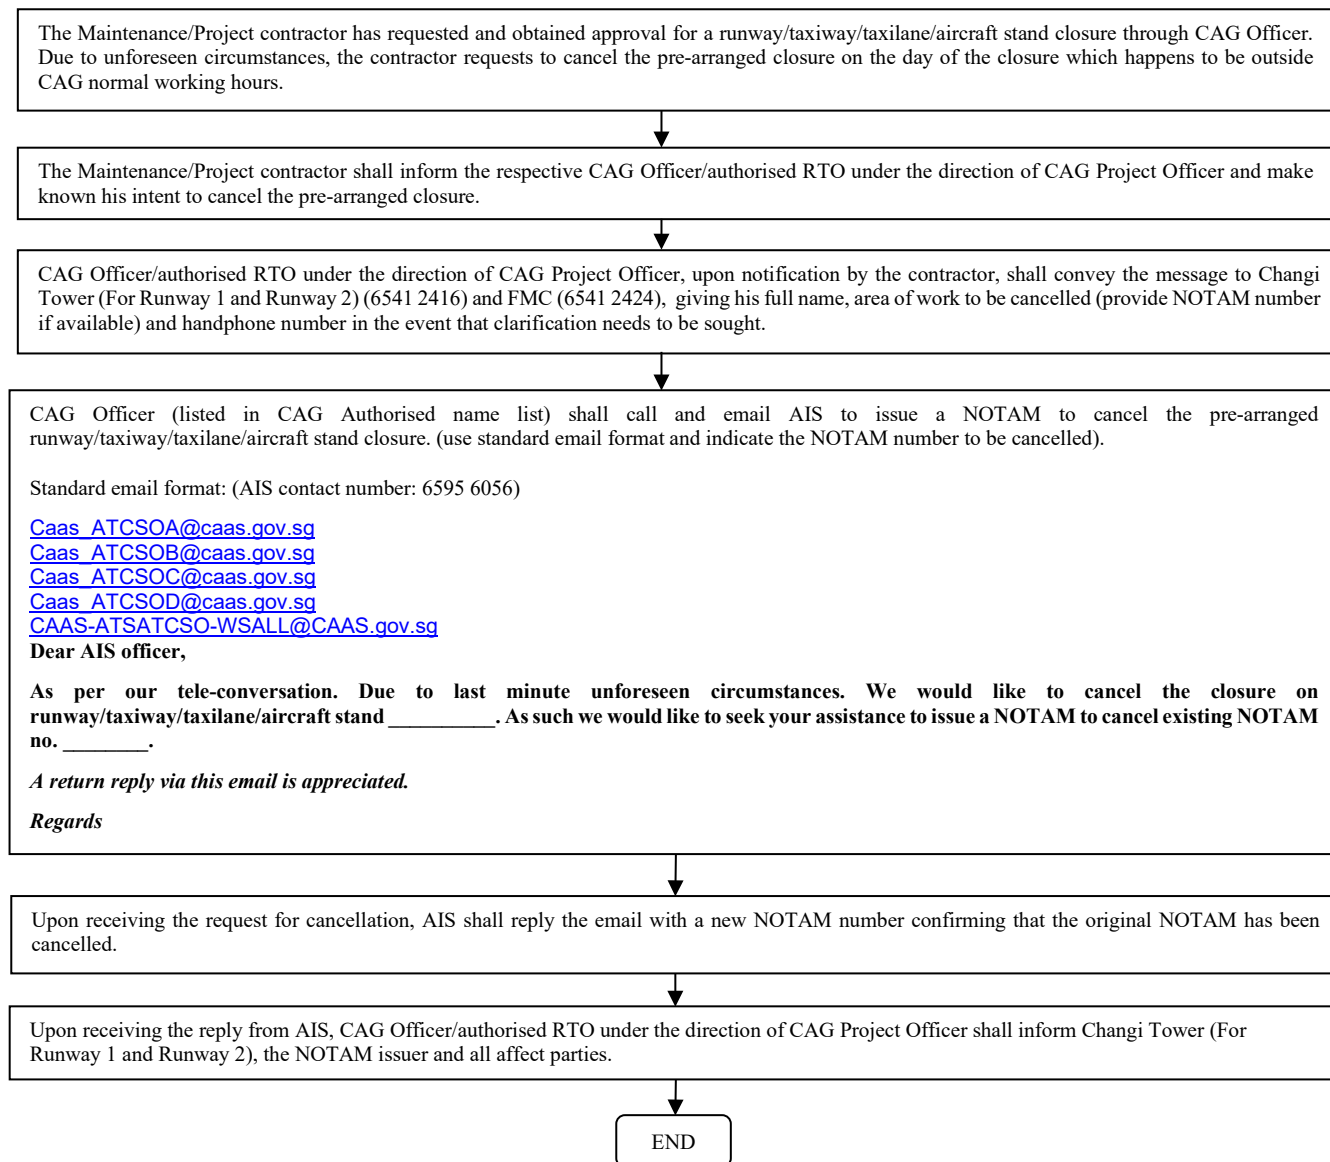 The Maintenance/Project contractor has requested and obtained approval for a runway/taxiway/taxilane/aircraft stand closure through CAG Officer.
Due to unforeseen circumstances, the contractor requests to cancel the pre-arranged closure on the day of the closure which happens to be outside
CAG normal working hours.
The Maintenance/Project contractor shall inform the respective CAG Officer/authorised RTO under the direction of CAG Project Officer and make
known his intent to cancel the pre-arranged closure.
CAG Officer/authorised RTO under the direction of CAG Project Officer, upon notification by the contractor, shall convey the message to Changi
Tower (For Runway 1 and Runway 2) (6541 2416) and FMC (6541 2424), giving his full name, area of work to be cancelled (provide NOTAM number
if available) and handphone number in the event that clarification needs to be sought.
CAG Officer (listed in CAG Authorised name list) shall call and email AIS to issue a NOTAM to cancel the pre-arranged
runway/taxiway/taxilane/aircraft stand closure. (use standard email format and indicate the NOTAM number to be cancelled).
Standard email format: (AIS contact number: 6595 6056)
Caas_ATCSOA@caas.gov.sg
Caas_ATCSOB@caas.gov.sg
Caas_ATCSOC@caas.gov.sg
Caas_ATCSOD@caas.gov.sg
CAAS-ATSATCSO-WSALL@CAAS.gov.sg
Dear AIS officer,
As per our tele-conversation. Due to last minute unforeseen circumstances. We would like to cancel the closure on
runway/taxiway/taxilane/aircraft stand __________. As such we would like to seek your assistance to issue a NOTAM to cancel existing NOTAM
no. ________.
A return reply via this email is appreciated.
Regards
Upon receiving the request for cancellation, AIS shall reply the email with a new NOTAM number confirming that the original NOTAM has been
cancelled.
Upon receiving the reply from AIS, CAG Officer/authorised RTO under the direction of CAG Project Officer shall inform Changi Tower (For
Runway 1 and Runway 2), the NOTAM issuer and all affect parties.
END